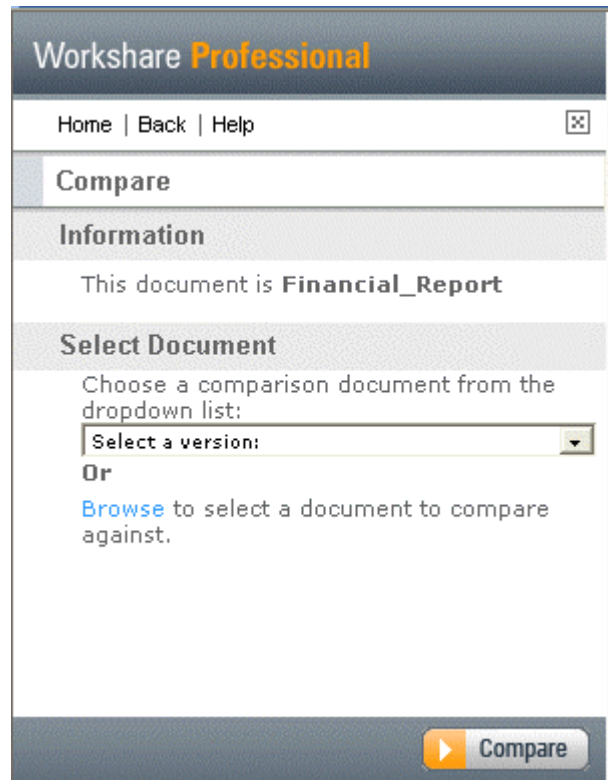 Workshare Professional
Home | Back | Help
Compare
Information
This document is Financial_Report
Select Document
Choose a comparison document from the
dropdown list:
Select a version:
Or
Browse to select a document to compare
against.
Compare